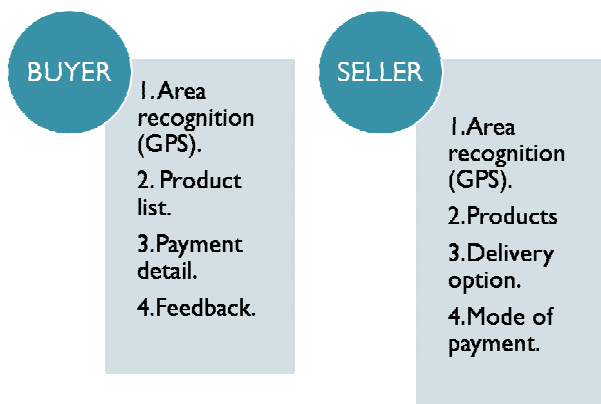 BUYER
1.Area
recognition
(GPS).
2. Product
list.
3.Payment
detail.
4.Feedback.
SELLER
1.Area
recognition
(GPS).
2.Products
3.Delivery
option.
4.Mode of
payment.